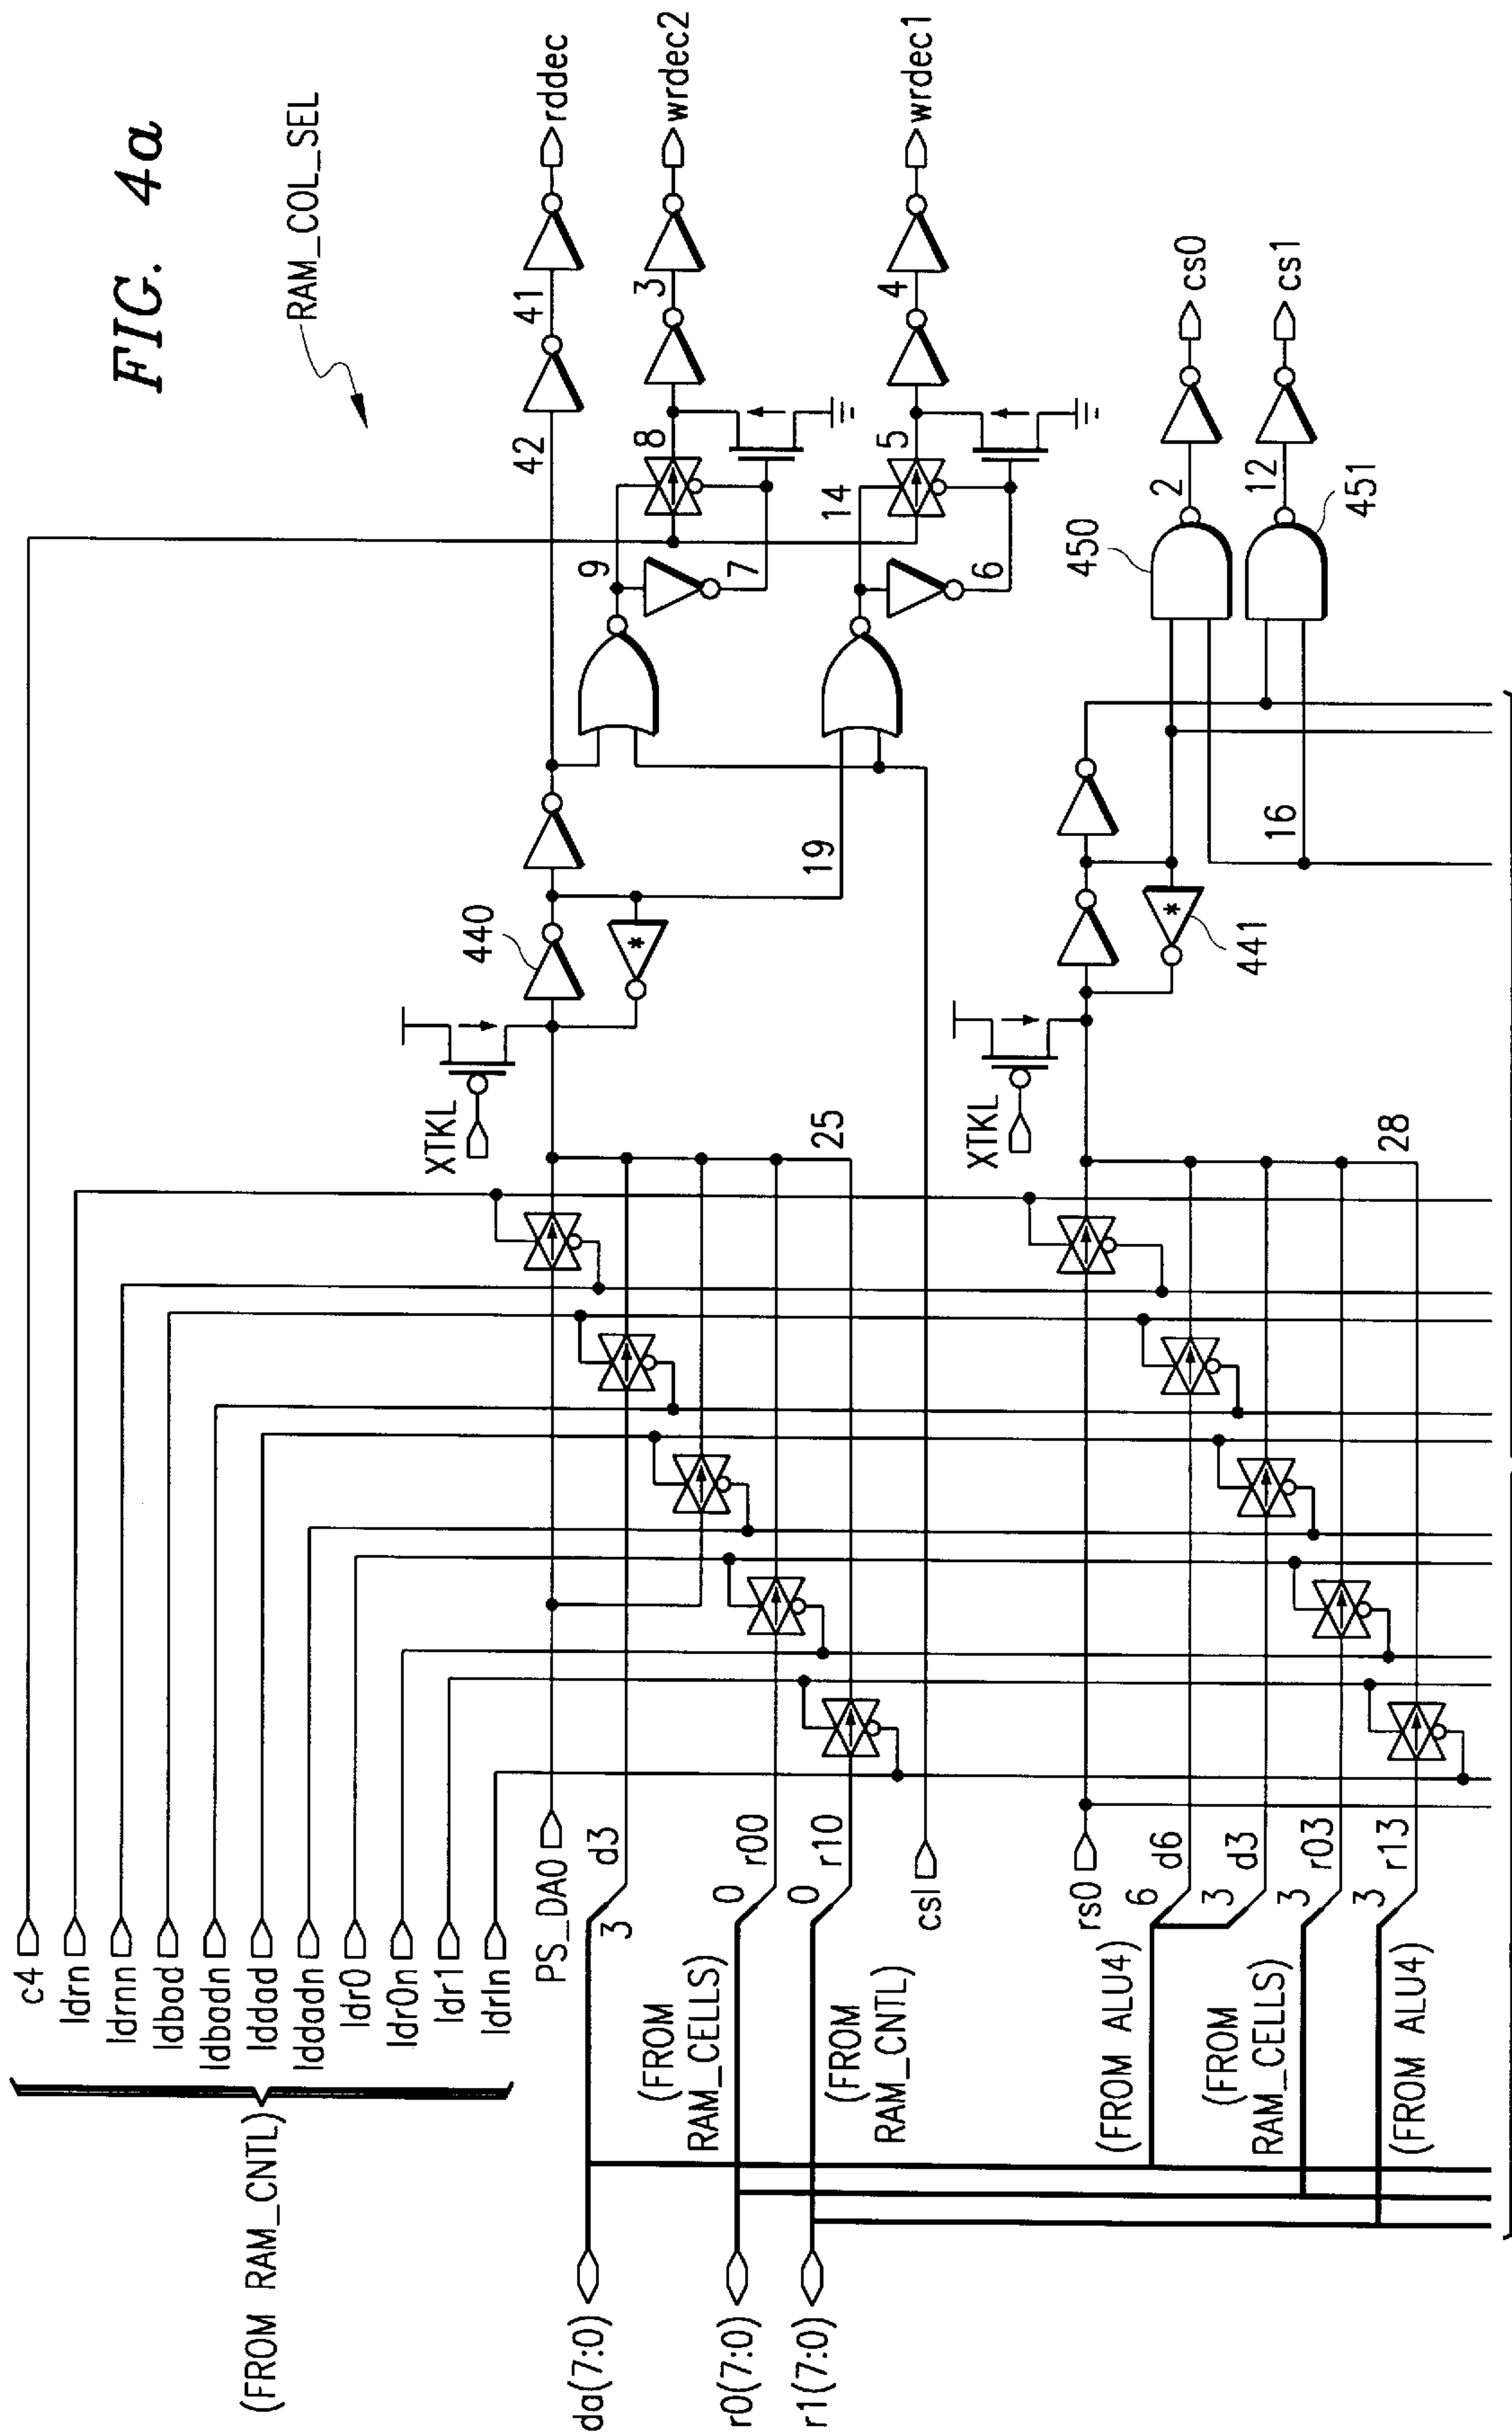 FIG. 4a
RAM_COL_SEL
(FROM RAM_CNTL)
c4
ldrn
ldrnn
ldbad
ldbadn
lddad
lddadn
ldr0
ldr0n
ldr1
ldrln
PS_DA0
da(7:0)
3
d3
r0(7:0)
(FROM
RAM_CELLS)
0
r00
r1(7:0)
(FROM
RAM_CNTL)
0
r10
csl
25
XTKL
440
19
42
41
rddec
9
7
8
3
wrdec2
14
6
5
4
wrdec1
rs0
(FROM ALU4)
6
d6
3
d3
(FROM
RAM_CELLS)
3
r03
(FROM ALU4)
3
r13
28
XTKL
*
*
441
16
450
2
cs0
12
451
cs1